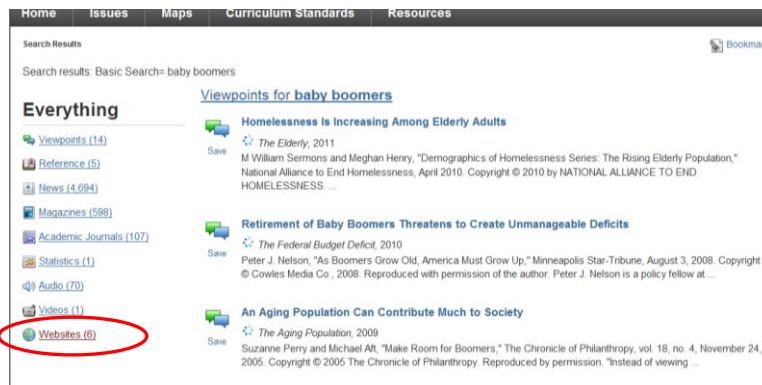 Home Issues Maps Curriculum Standards Resources
Search Results
Search results: Basic Search= baby boomers
Everything
Viewpoints (14)
Reference (5)
News (4,694)
Magazines (598)
Academic Journals (107)
Statistics (1)
Audio (70)
Videos (1)
Websites (6)
Viewpoints for baby boomers
Homelessness Is Increasing Among Elderly Adults
Save
The Elderly, 2011
M William Sermons and Meghan Henry, "Demographics of Homelessness Series: The Rising Elderly Population,"
National Alliance to End Homelessness, April 2010. Copyright © 2010 by NATIONAL ALLIANCE TO END
HOMELESSNESS. ...
Retirement of Baby Boomers Threatens to Create Unmanageable Deficits
Save
The Federal Budget Deficit, 2010
Peter J. Nelson, "As Boomers Grow Old, America Must Grow Up," Minneapolis Star-Tribune, August 3, 2008. Copyright
© Cowles Media Co., 2008. Reproduced with permission of the author. Peter J. Nelson is a policy fellow at ...
An Aging Population Can Contribute Much to Society
Save
The Aging Population, 2009
Suzanne Perry and Michael Aft, "Make Room for Boomers," The Chronicle of Philanthropy, vol. 18, no. 4, November 24,
2005. Copyright © 2005 The Chronicle of Philanthropy. Reproduced by permission. "Instead of viewing ...